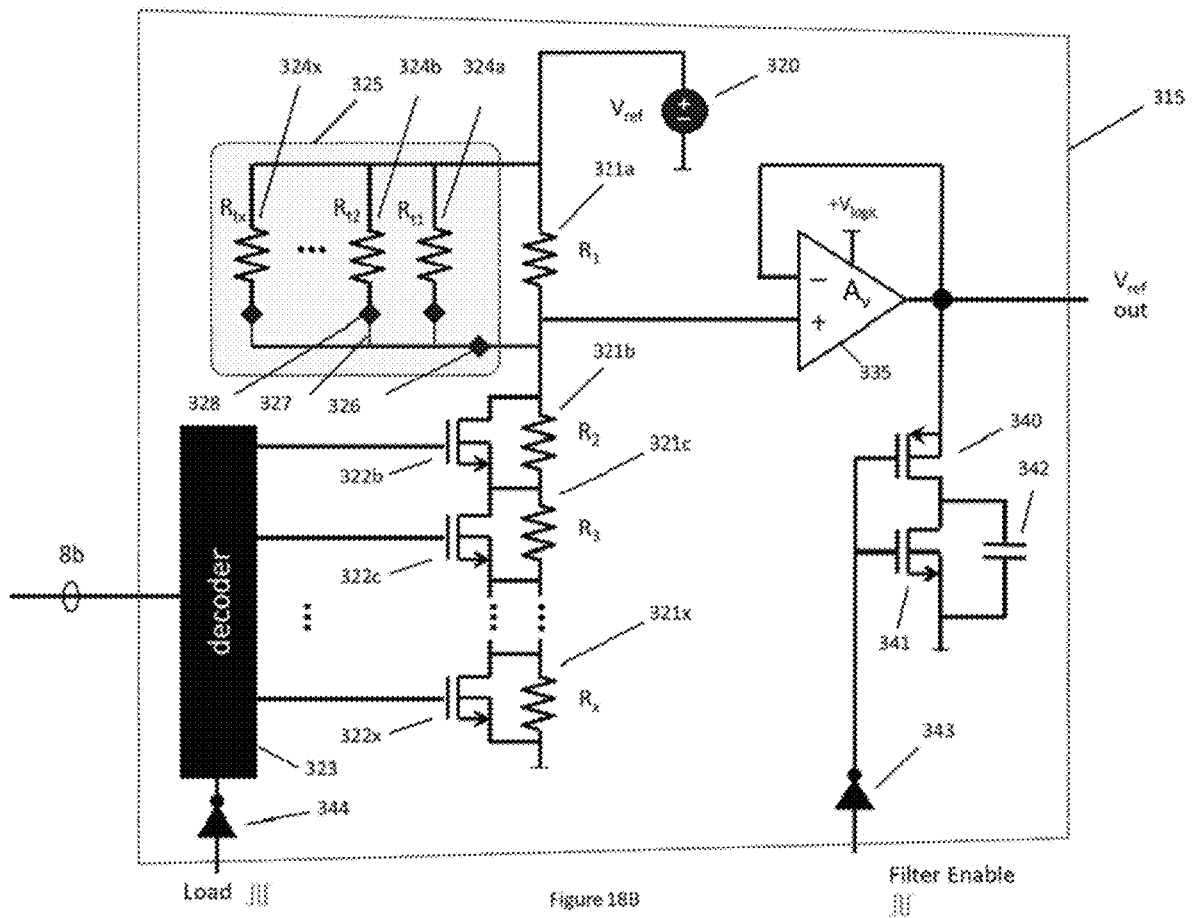 324x
325
324b
324a
320
315
Vref
321a
Rtx
Rt2
Rt1
R1
+Vlogic
Av
−
+
Vref
out
335
328
327
326
321b
R2
322b
321c
R3
322c
8b
decoder
...
321x
Rx
322x
323
344
340
342
341
343
Load
Filter Enable
Figure 18B